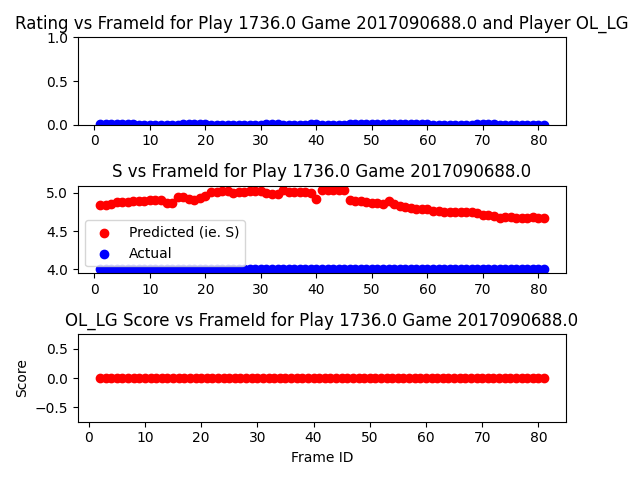 Rating vs FrameId for Play 1736.0 Game 2017090688.0 and Player OL_LG
1.0
0.5
0.0
0 10 20 30 40 50 60 70 80
S vs FrameId for Play 1736.0 Game 2017090688.0
5.0
4.5
4.0
Predicted (ie. S)
Actual
0 10 20 30 40 50 60 70 80
OL_LG Score vs FrameId for Play 1736.0 Game 2017090688.0
Score
0.5
0.0
−0.5
0 10 20 30 40 50 60 70 80
Frame ID